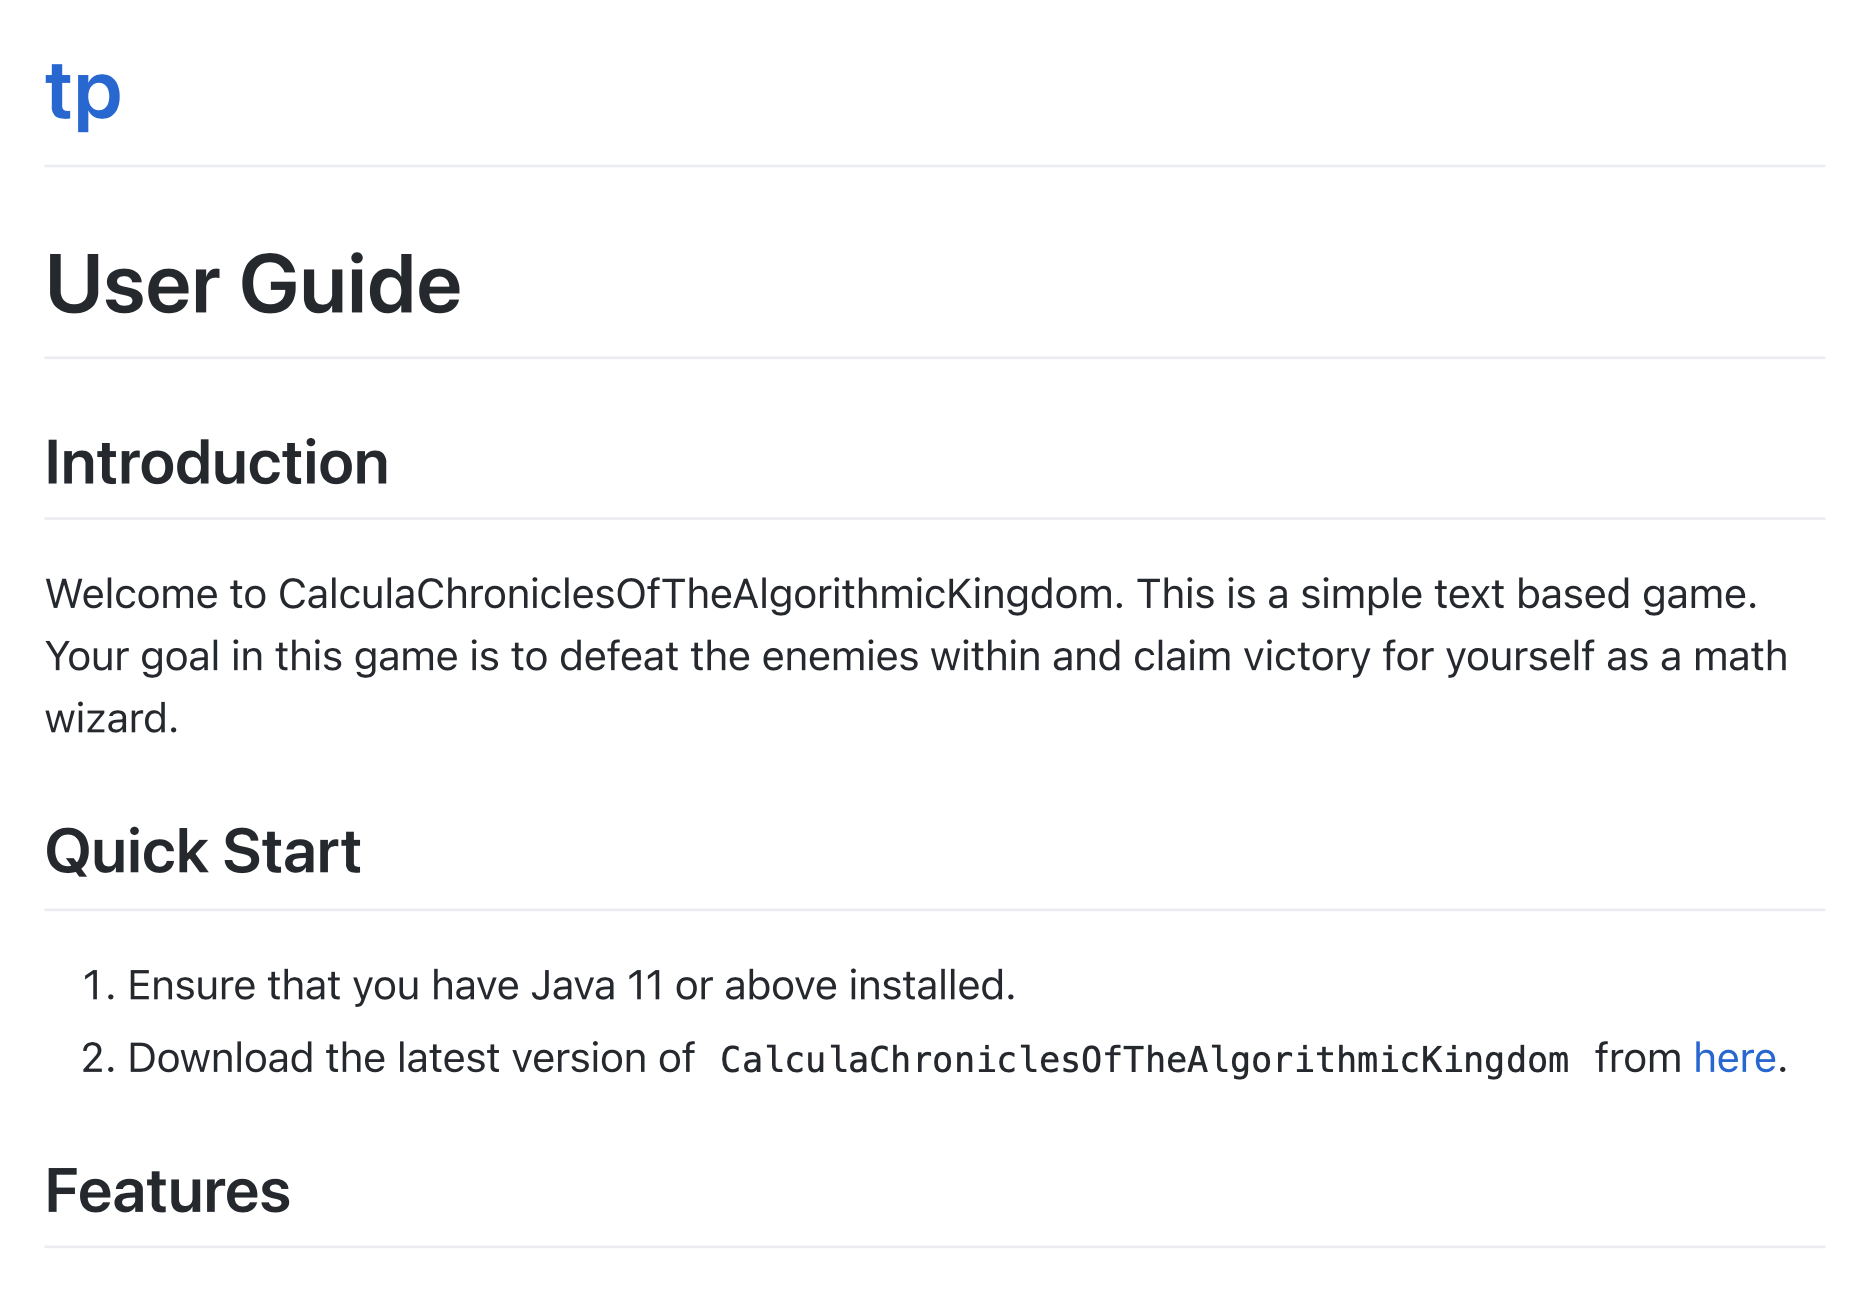 tp
User Guide
Introduction
Welcome to CalculaChroniclesOfTheAlgorithmicKingdom. This is a simple text based game.
Your goal in this game is to defeat the enemies within and claim victory for yourself as a math
wizard.
Quick Start
1. Ensure that you have Java 11 or above installed.
2. Download the latest version of CalculaChroniclesOfTheAlgorithmicKingdom from here.
Features